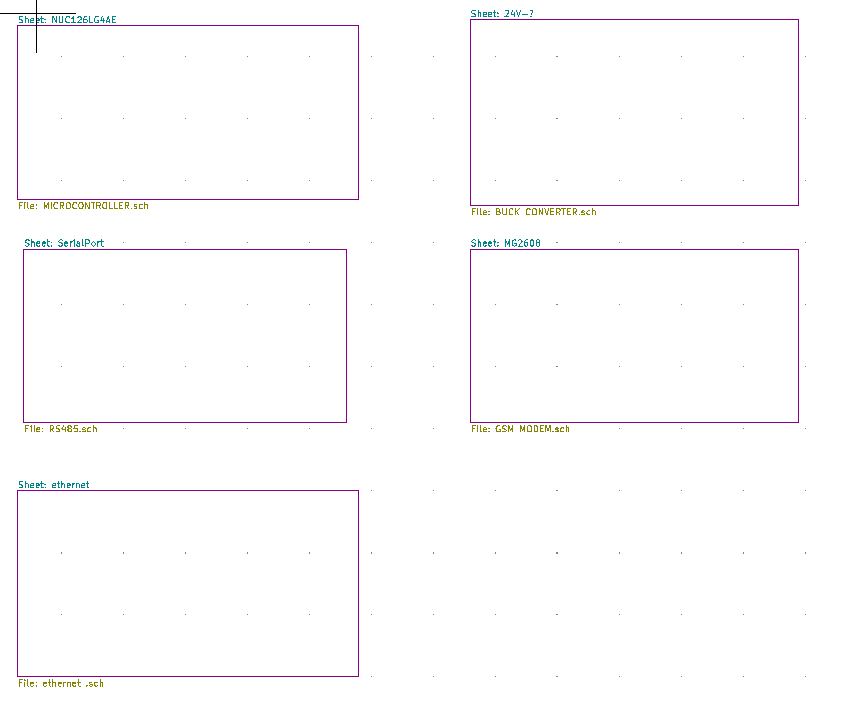 Sheet: NUC126LG4AE
File: MICROCONTROLLER.sch
Sheet: 24V-?
File: BUCK CONVERTER.sch
Sheet: SerialPort
File: RS485.sch
Sheet: MG2608
File: GSM MODEM.sch
Sheet: ethernet
File: ethernet .sch